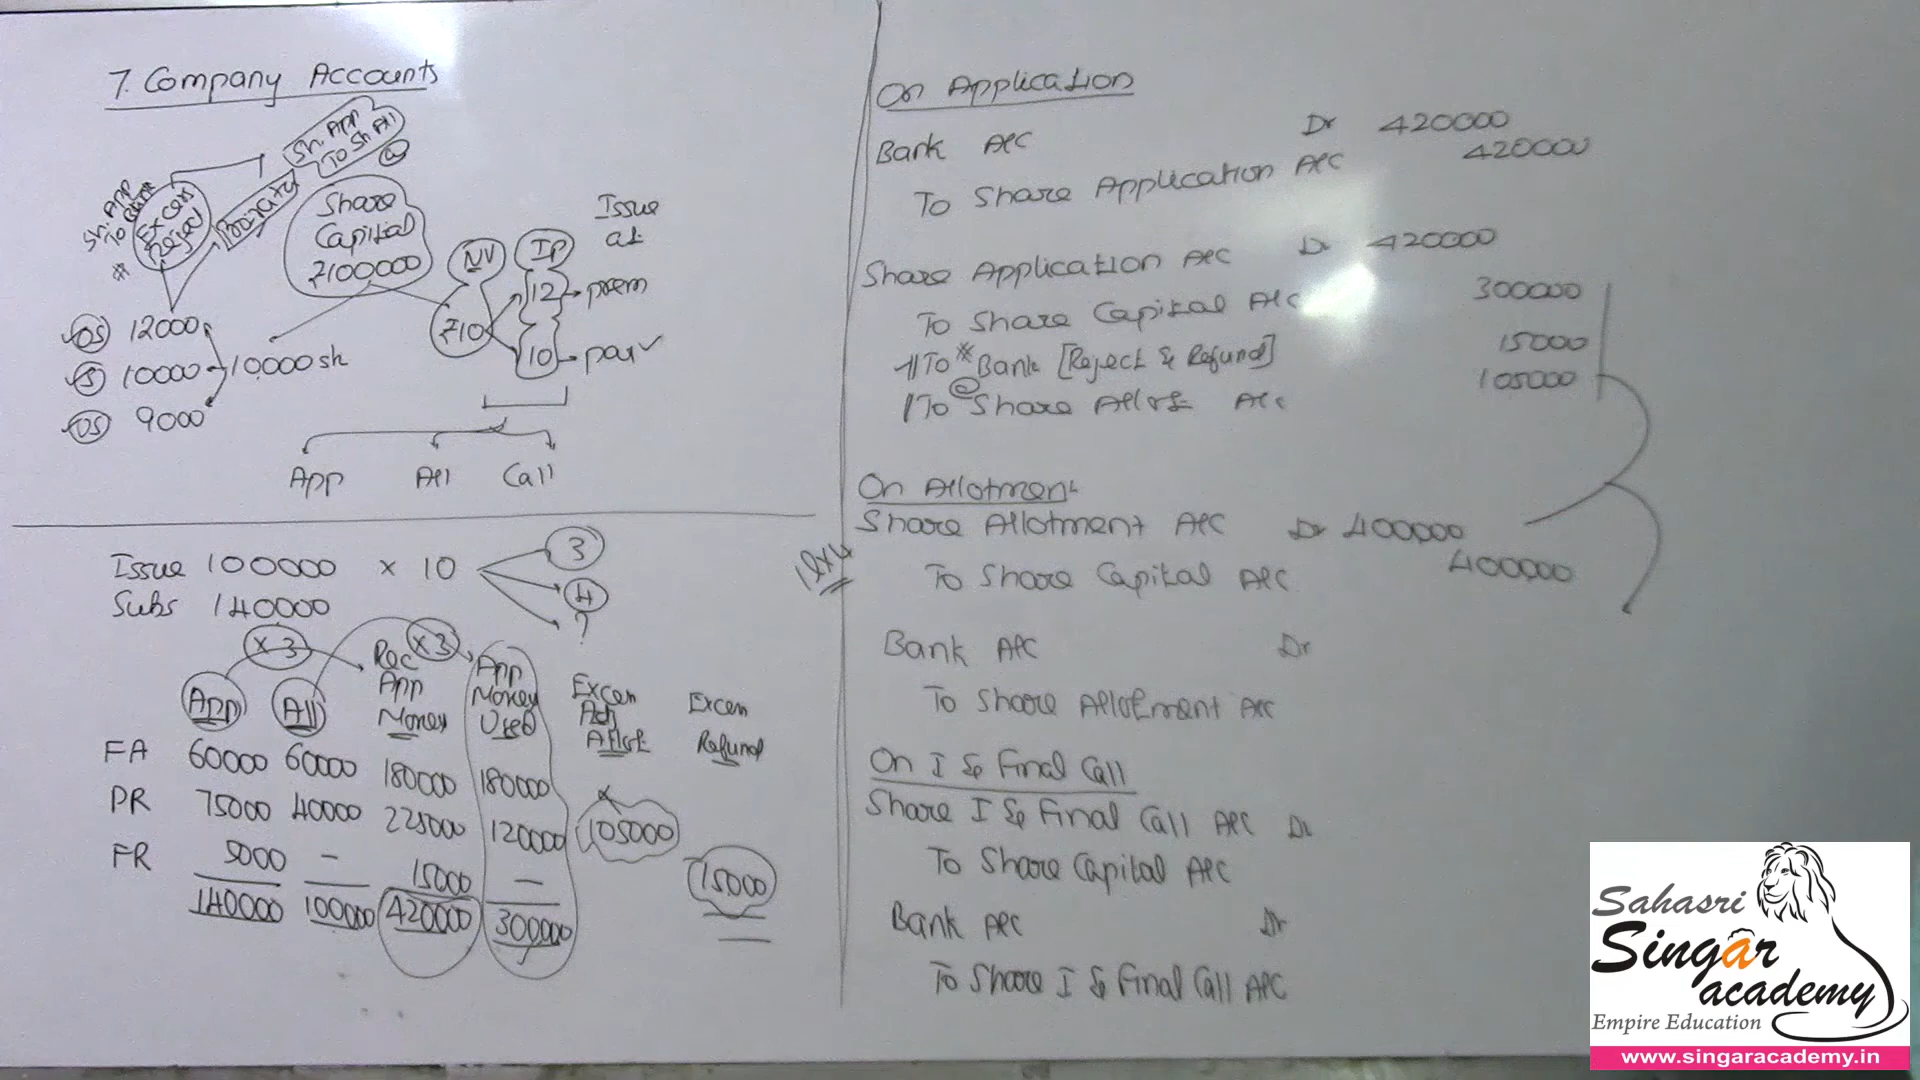 7. Company Accounts
Sh. App
To Sh All
@
Sh. App
To Bank
*
Excess
Reject
Prorata
Share
Capital
₹100000
NV
₹10
IP
12
10
Issue
at
prem
par ✓
OS 12000
S 10000
US 9000
10,000 sh
App All Call
Issue 100000 × 10
Subs 140000
3
4
?
×3
×3
App All Rec App Money App Money Used Excess Adj Allot Excess Refund
FA 60000 60000 180000 180000 ×
PR 75000 40000 225000 120000 105000
FR 5000 – 15000 – 15000
140000 100000 420000 300000
On Application
Bank A/C Dr 420000
To Share Application A/C 420000
Share Application A/C Dr 420000
To Share Capital A/C 300000
To * Bank [Reject & Refund] 15000
To @ Share Allot A/c 105000
On Allotment
Share Allotment A/C Dr 400,000
To Share Capital A/C 400,000
Bank A/C Dr
To Share Allotment A/C
On I & Final Call
Share I & Final Call A/C Dr
To Share Capital A/C
Bank A/C Dr
To Share I & Final Call A/C
Sahasri
Singar
academy
Empire Education
www.singaracademy.in